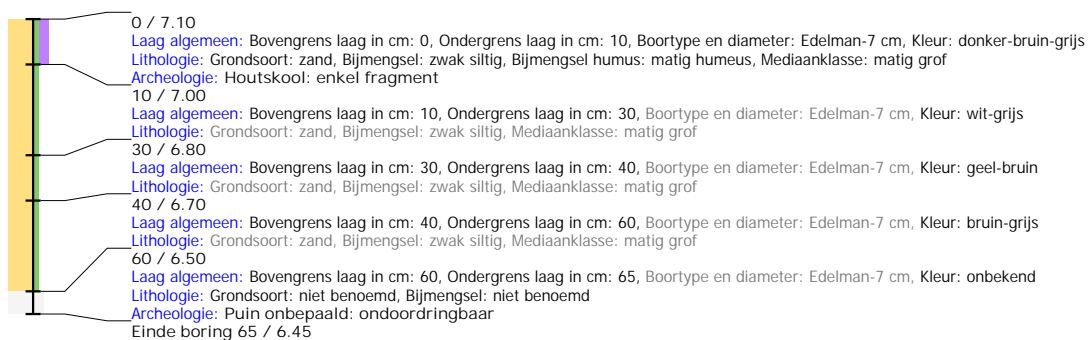 0 / 7.10
Laag algemeen: Bovengrens laag in cm: 0, Ondergrens laag in cm: 10, Boortype en diameter: Edelman-7 cm, Kleur: donker-bruin-grijs
Lithologie: Grondsoort: zand, Bijmengsel: zwak siltig, Bijmengsel humus: matig humeus, Mediaanklasse: matig grof
Archeologie: Houtskool: enkel fragment
10 / 7.00
Laag algemeen: Bovengrens laag in cm: 10, Ondergrens laag in cm: 30, Boortype en diameter: Edelman-7 cm, Kleur: wit-grijs
Lithologie: Grondsoort: zand, Bijmengsel: zwak siltig, Mediaanklasse: matig grof
30 / 6.80
Laag algemeen: Bovengrens laag in cm: 30, Ondergrens laag in cm: 40, Boortype en diameter: Edelman-7 cm, Kleur: geel-bruin
Lithologie: Grondsoort: zand, Bijmengsel: zwak siltig, Mediaanklasse: matig grof
40 / 6.70
Laag algemeen: Bovengrens laag in cm: 40, Ondergrens laag in cm: 60, Boortype en diameter: Edelman-7 cm, Kleur: bruin-grijs
Lithologie: Grondsoort: zand, Bijmengsel: zwak siltig, Mediaanklasse: matig grof
60 / 6.50
Laag algemeen: Bovengrens laag in cm: 60, Ondergrens laag in cm: 65, Boortype en diameter: Edelman-7 cm, Kleur: onbekend
Lithologie: Grondsoort: niet benoemd, Bijmengsel: niet benoemd
Archeologie: Puin onbepaald: ondoordringbaar
Einde boring 65 / 6.45